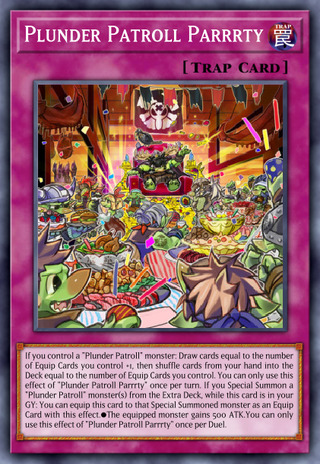 Plunder Patroll Parrrty
TRAP
罠
[Trap Card]
If you control a "Plunder Patroll" monster: Draw cards equal to the number
of Equip Cards you control +1, then shuffle cards from your hand into the
Deck equal to the number of Equip Cards you control. You can only use this
effect of "Plunder Patroll Parrrty" once per turn. If you Special Summon a
"Plunder Patroll" monster(s) from the Extra Deck, while this card is in your
GY: You can equip this card to that Special Summoned monster as an Equip
Card with this effect.●The equipped monster gains 500 ATK.You can only
use this effect of "Plunder Patroll Parrrty" once per Duel.